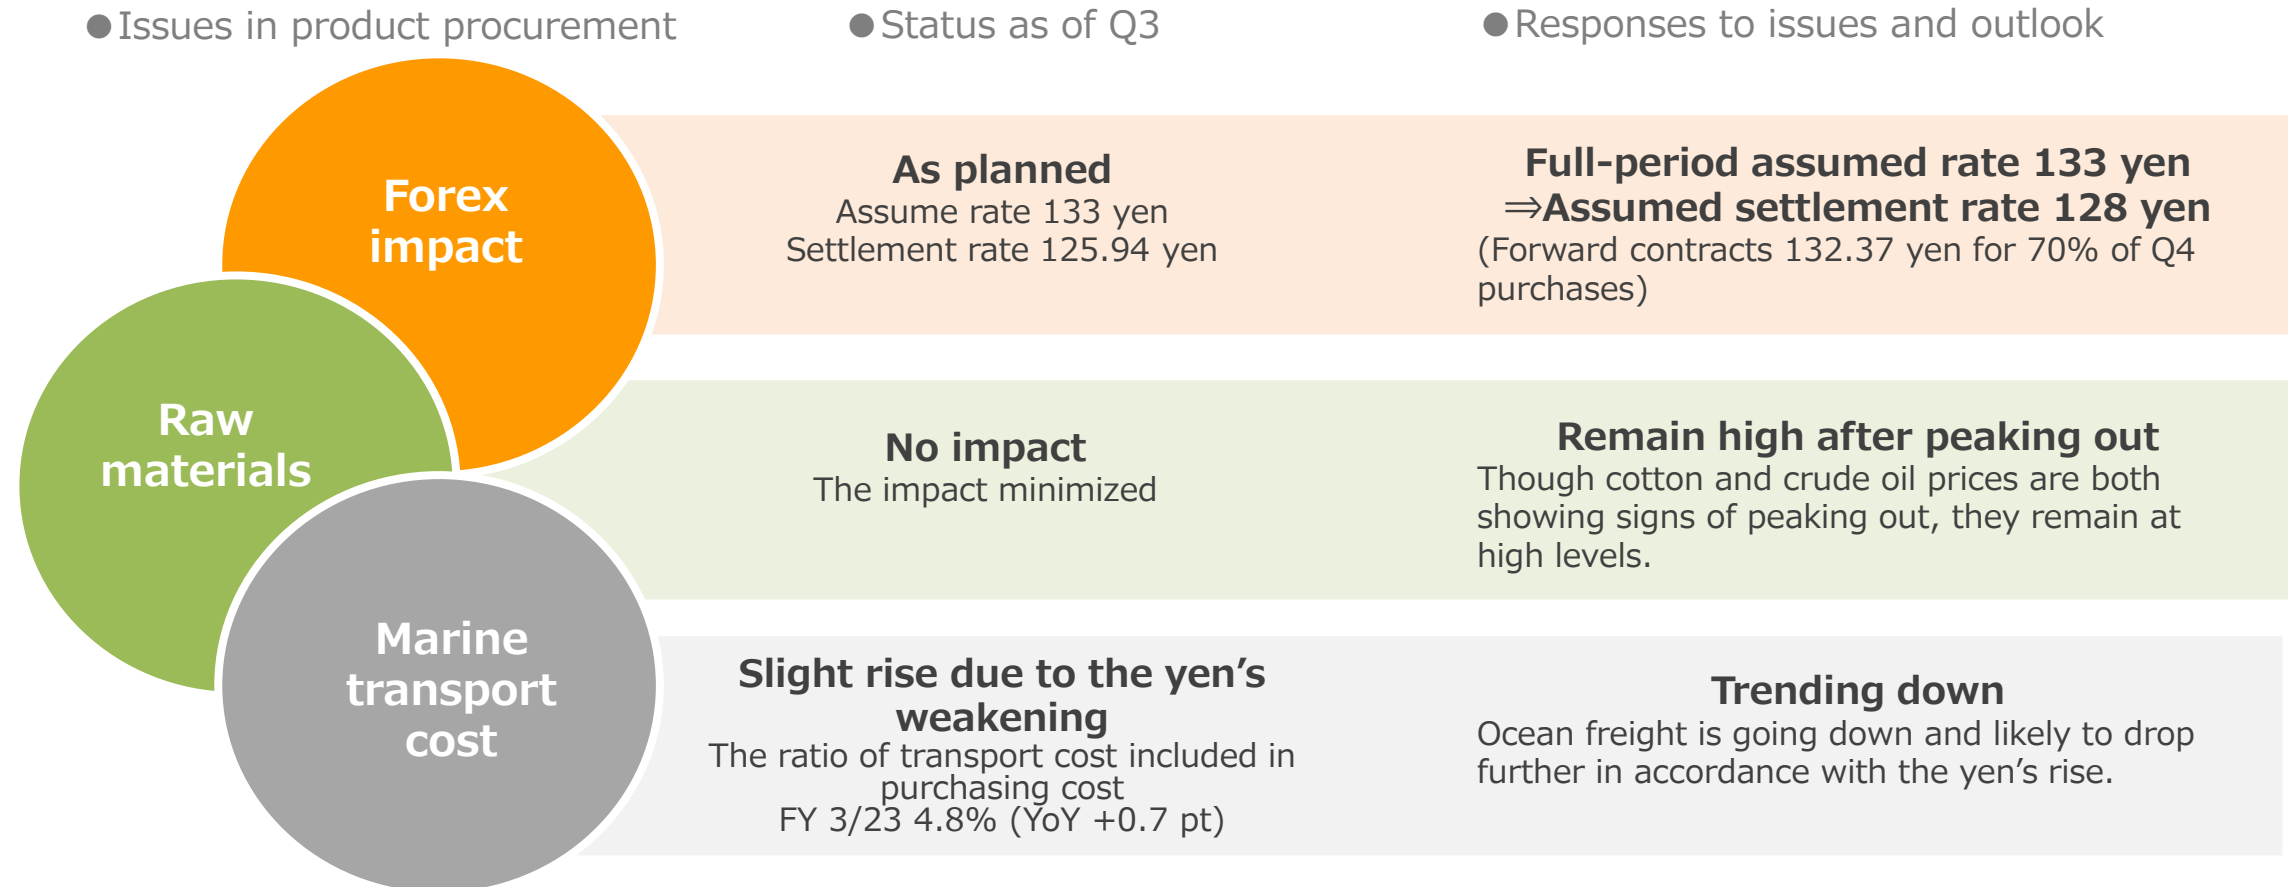 ●Issues in product procurement
●Status as of Q3
●Responses to issues and outlook
Forex
impact
As planned
Assume rate 133 yen
Settlement rate 125.94 yen
Full-period assumed rate 133 yen
⇒Assumed settlement rate 128 yen
(Forward contracts 132.37 yen for 70% of Q4
purchases)
Raw
materials
No impact
The impact minimized
Remain high after peaking out
Though cotton and crude oil prices are both
showing signs of peaking out, they remain at
high levels.
Marine
transport
cost
Slight rise due to the yen’s
weakening
The ratio of transport cost included in
purchasing cost
FY 3/23 4.8% (YoY +0.7 pt)
Trending down
Ocean freight is going down and likely to drop
further in accordance with the yen’s rise.